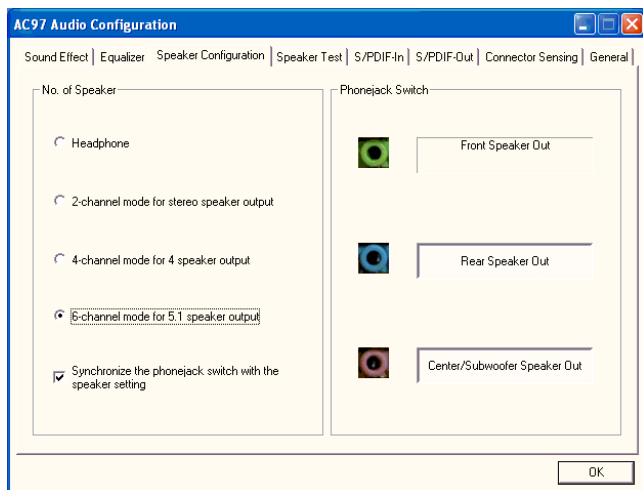 AC97 Audio Configuration
Sound Effect Equalizer Speaker Configuration Speaker Test S/PDIF-In S/PDIF-Out Connector Sensing General
No. of Speaker
Headphone
2-channel mode for stereo speaker output
4-channel mode for 4 speaker output
6-channel mode for 5.1 speaker output
Synchronize the phonejack switch with the
speaker setting
Phonejack Switch
Front Speaker Out
Rear Speaker Out
Center/Subwoofer Speaker Out
OK